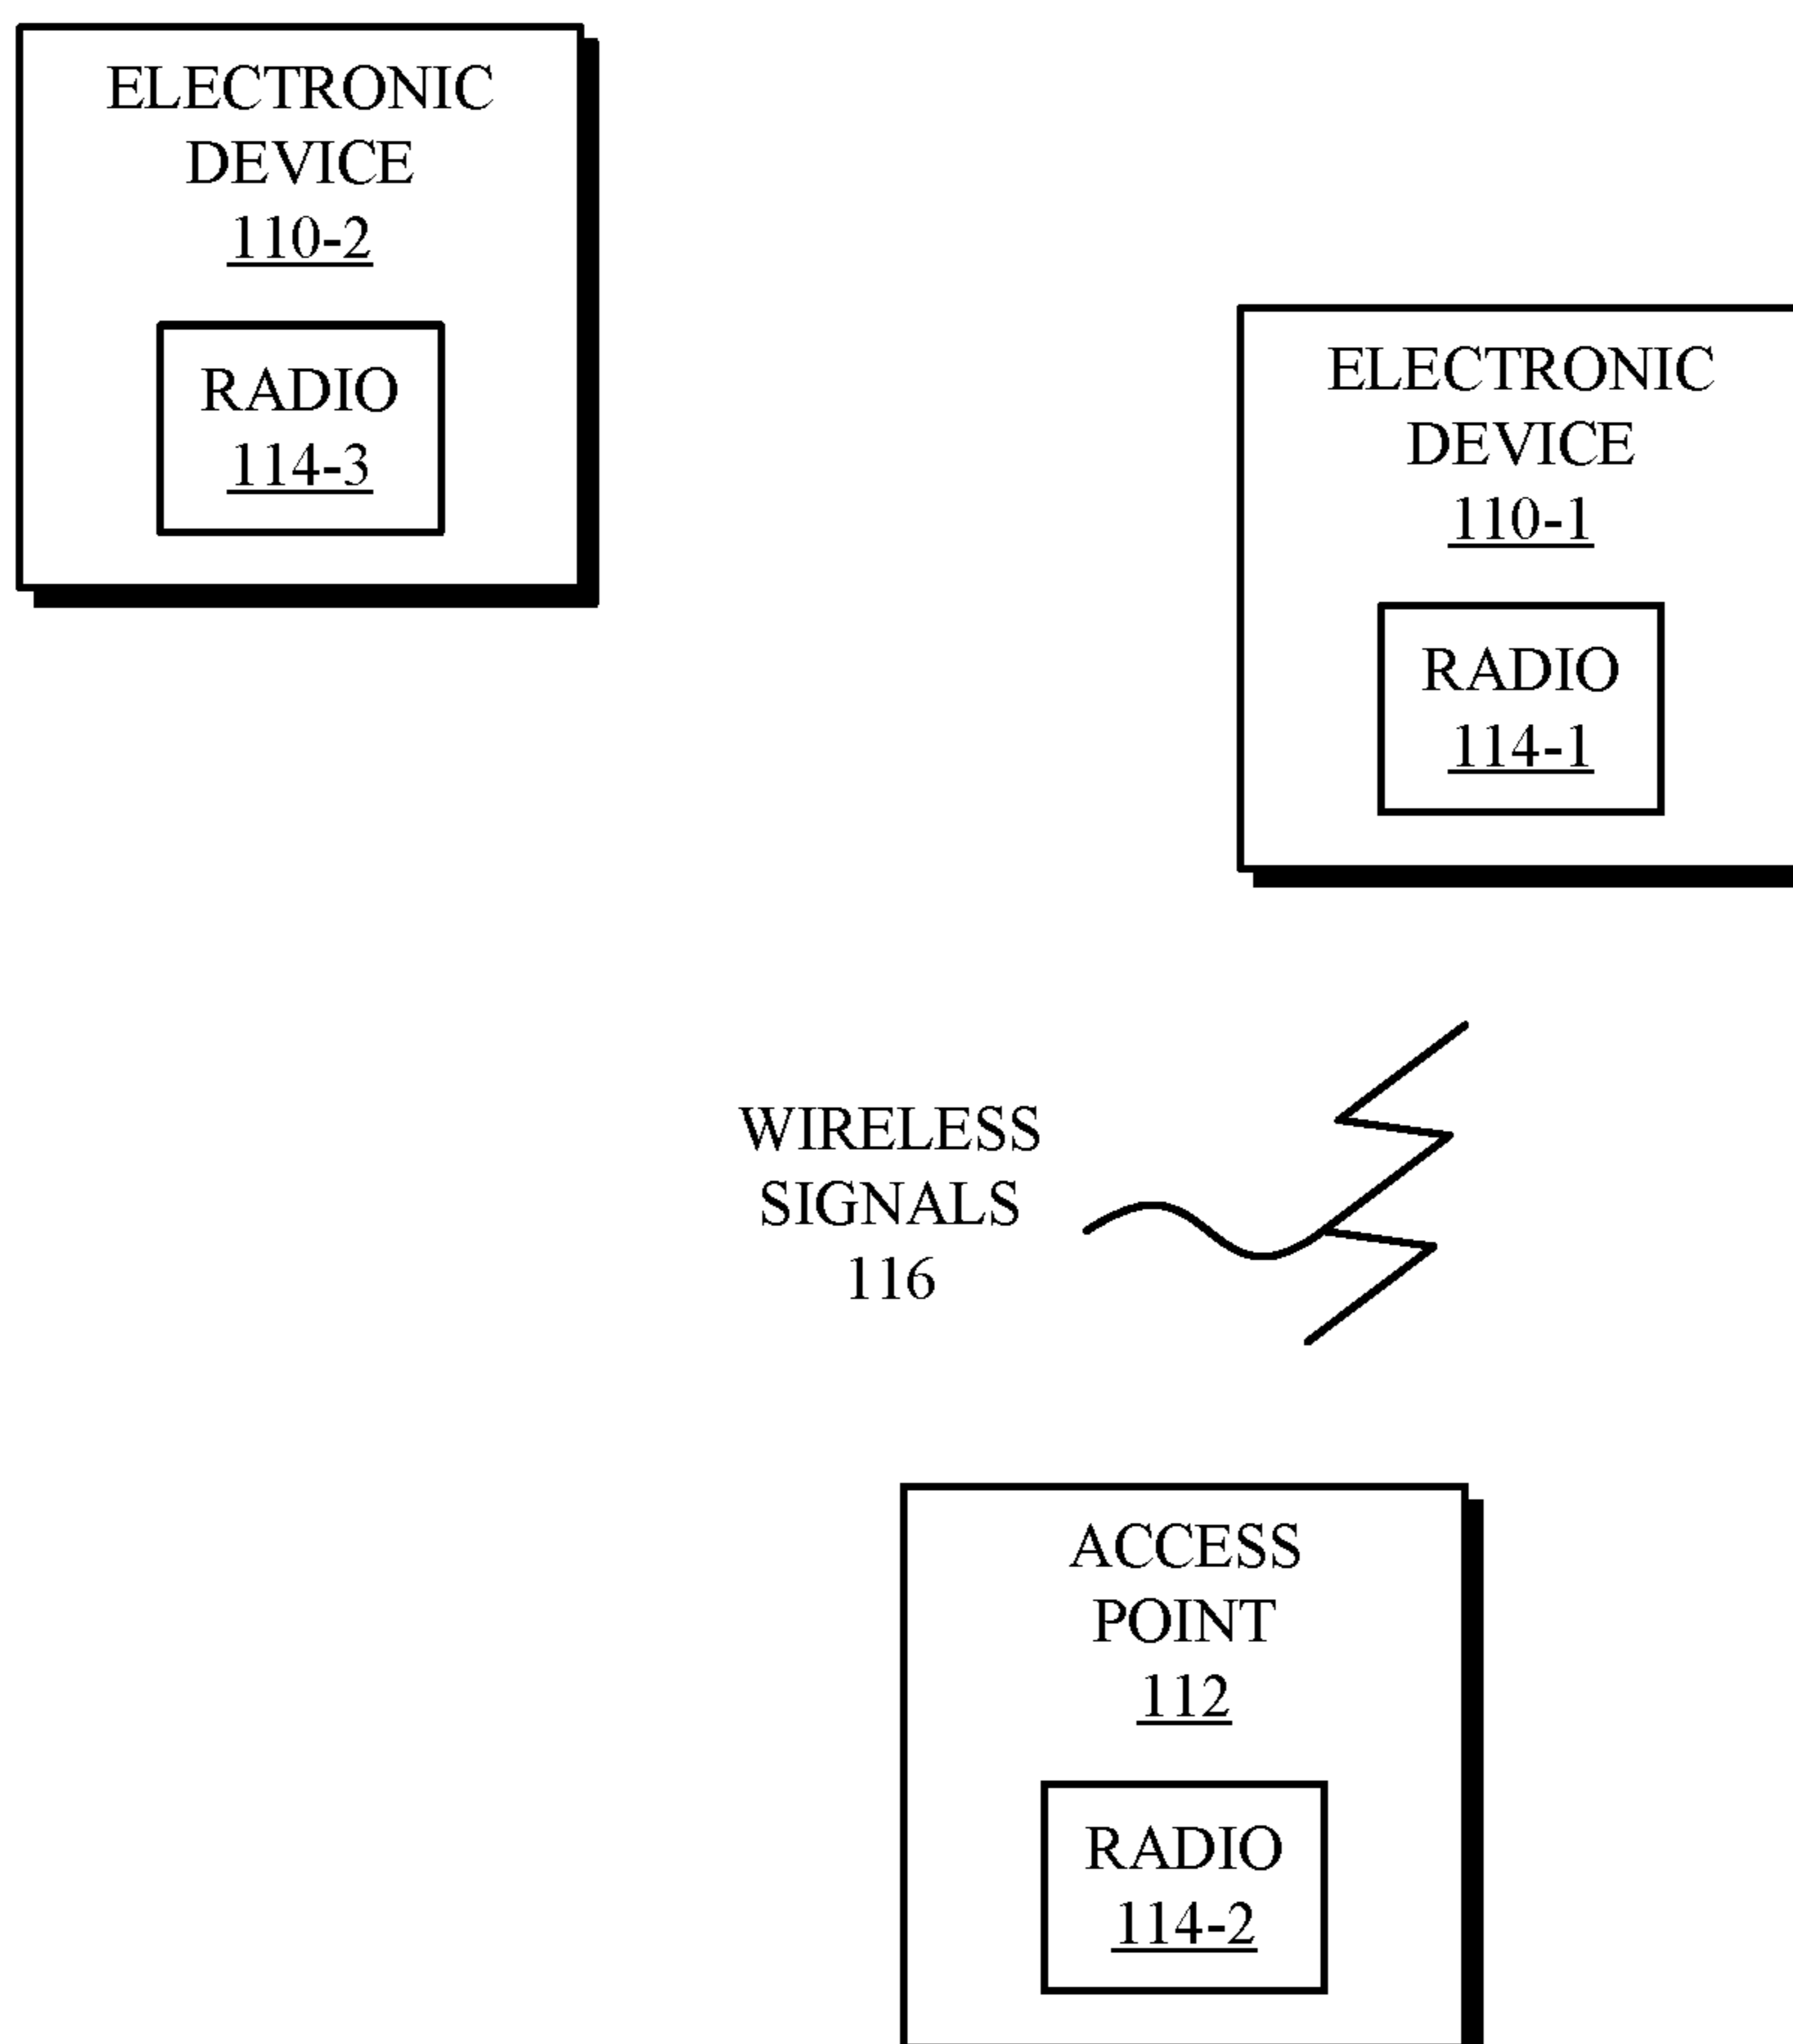 ELECTRONIC
DEVICE
110-2
RADIO
114-3
ELECTRONIC
DEVICE
110-1
RADIO
114-1
WIRELESS
SIGNALS
116
ACCESS
POINT
112
RADIO
114-2